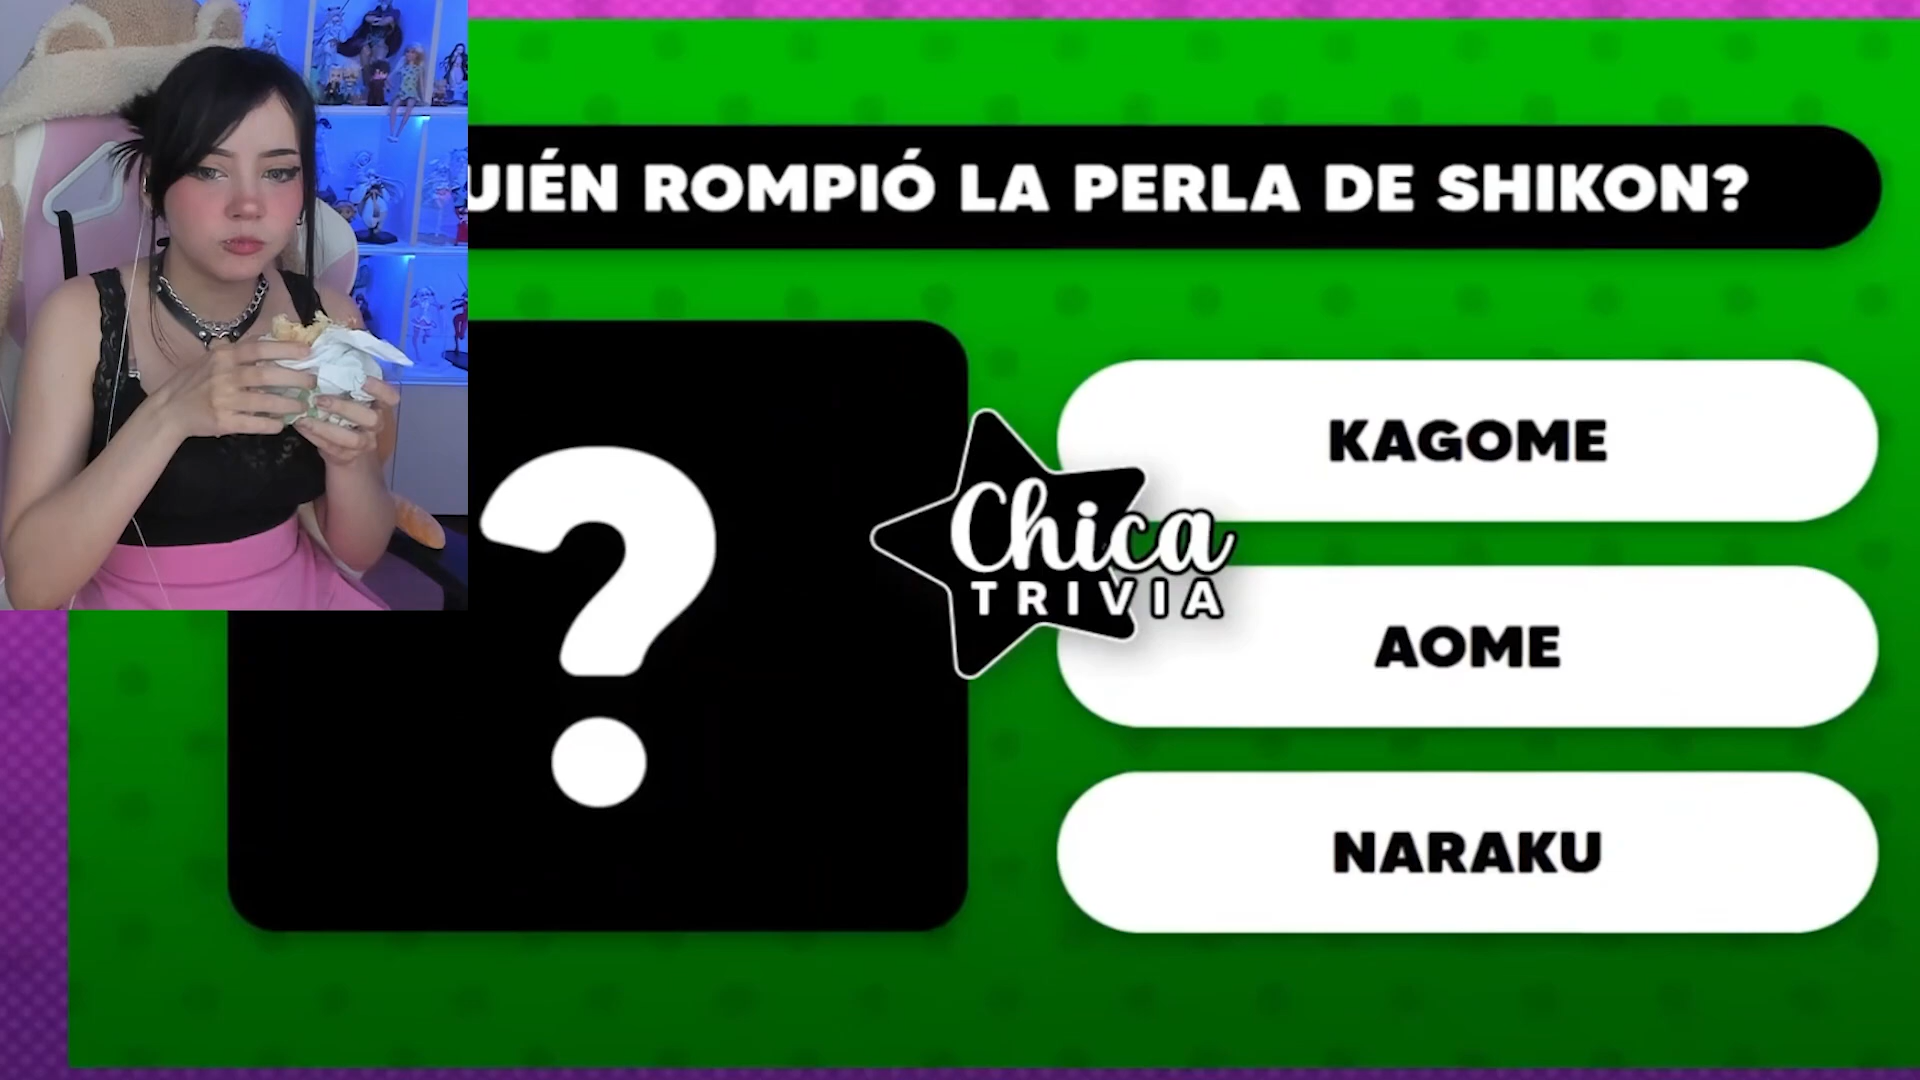 UIÉN ROMPIÓ LA PERLA DE SHIKON?
KAGOME
Chica
TRIVIA
AOME
NARAKU